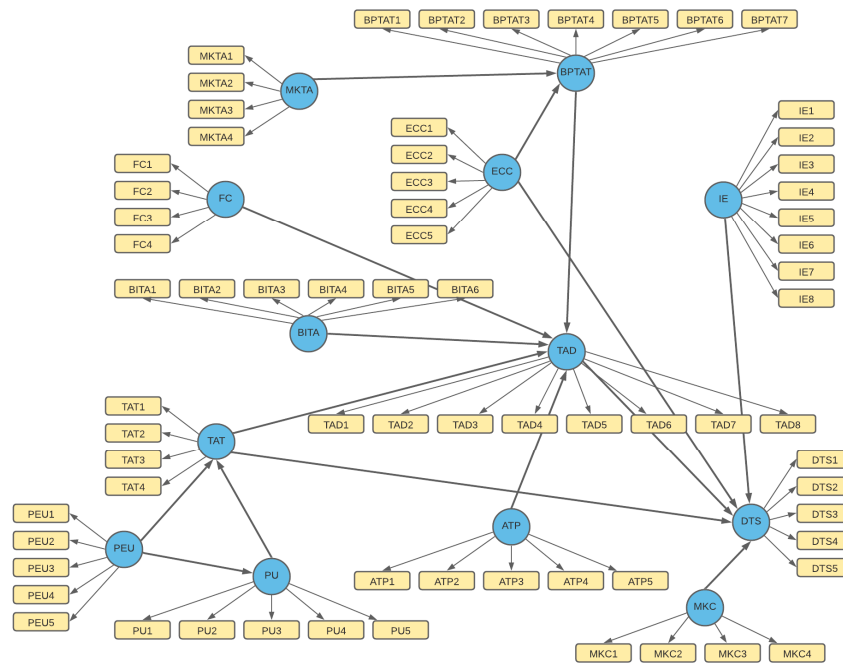 BPTAT1 BPTAT2 BPTAT3 BPTAT4 BPTAT5 BPTAT6 BPTAT7
MKTA1
MKTA2
MKTA3
MKTA4
MKTA
BPTAT
ECC1
ECC2
ECC3
ECC4
ECC5
ECC
IE1
IE2
IE3
IE4
IE5
IE6
IE7
IE8
IE
FC1
FC2
FC3
FC4
FC
BITA1 BITA2 BITA3 BITA4 BITA5 BITA6
BITA
TAD
TAD1 TAD2 TAD3 TAD4 TAD5 TAD6 TAD7 TAD8
TAT1
TAT2
TAT3
TAT4
TAT
DTS1
DTS2
DTS3
DTS4
DTS5
DTS
PEU1
PEU2
PEU3
PEU4
PEU5
PEU
PU
PU1 PU2 PU3 PU4 PU5
ATP
ATP1 ATP2 ATP3 ATP4 ATP5
MKC
MKC1 MKC2 MKC3 MKC4